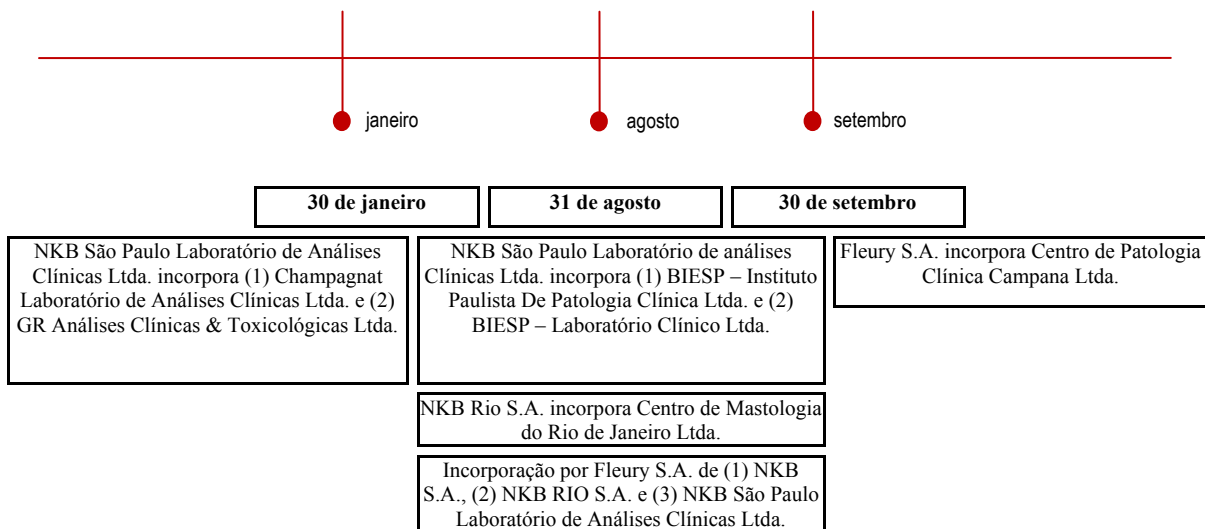 janeiro
agosto
setembro
30 de janeiro
31 de agosto
30 de setembro
NKB São Paulo Laboratório de Análises
Clínicas Ltda. incorpora (1) Champagnat
Laboratório de Análises Clínicas Ltda. e (2)
GR Análises Clínicas & Toxicológicas Ltda.
NKB São Paulo Laboratório de análises
Clínicas Ltda. incorpora (1) BIESP – Instituto
Paulista De Patologia Clínica Ltda. e (2)
BIESP – Laboratório Clínico Ltda.
Fleury S.A. incorpora Centro de Patologia
Clínica Campana Ltda.
NKB Rio S.A. incorpora Centro de Mastologia
do Rio de Janeiro Ltda.
Incorporação por Fleury S.A. de (1) NKB
S.A., (2) NKB RIO S.A. e (3) NKB São Paulo
Laboratório de Análises Clínicas Ltda.